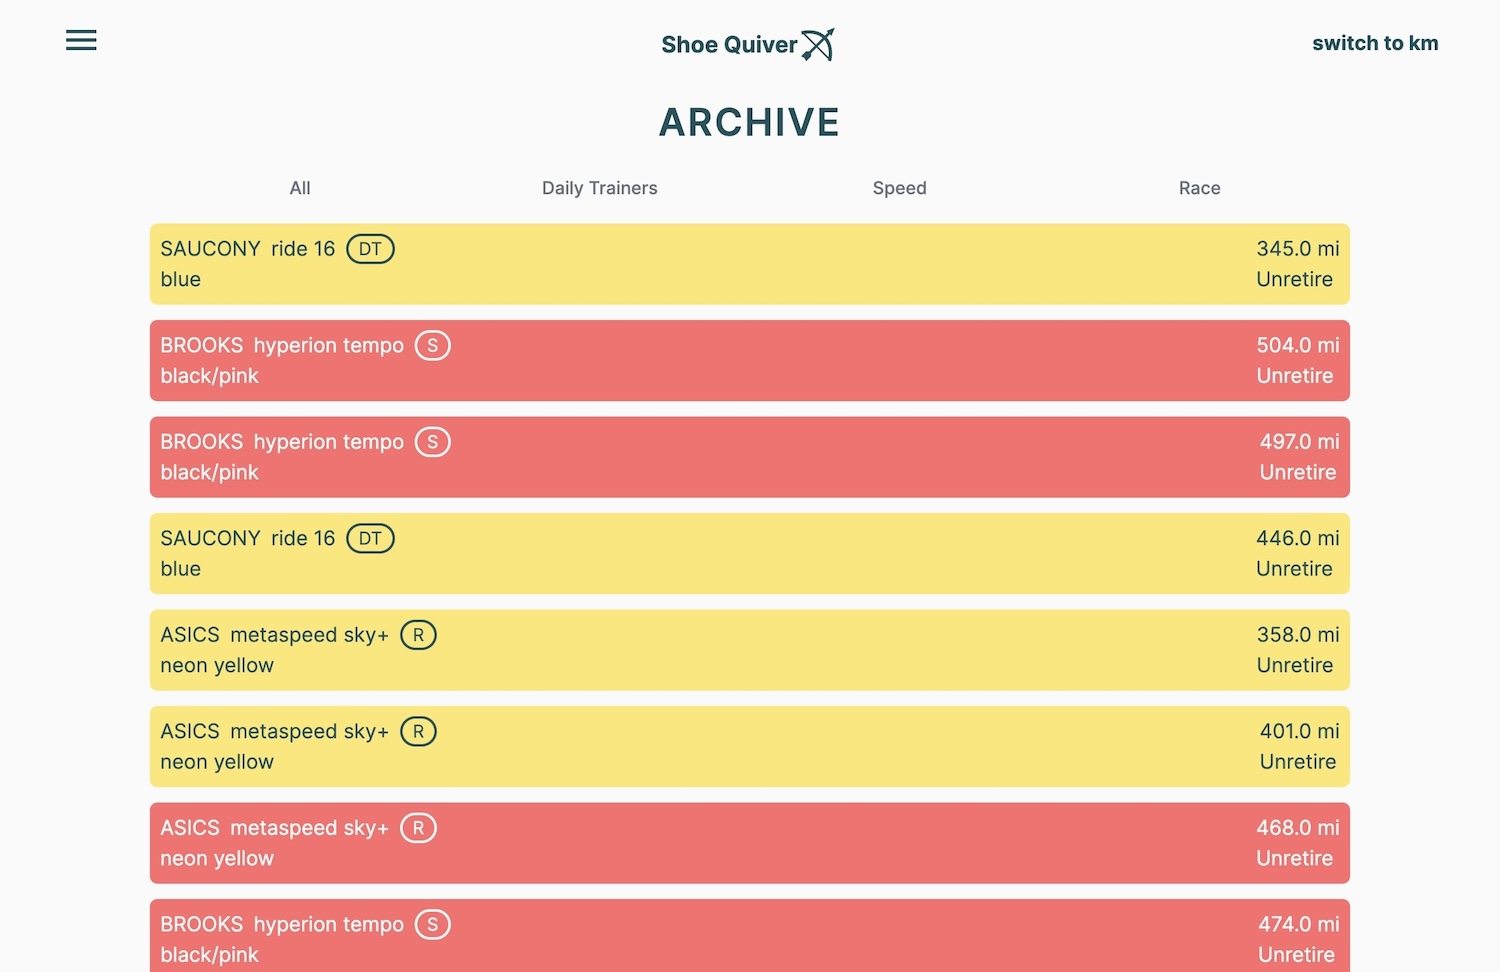 Shoe Quiver
switch to km
ARCHIVE
All Daily Trainers Speed Race
SAUCONY ride 16 DT 345.0 mi
blue Unretire
BROOKS hyperion tempo S 504.0 mi
black/pink Unretire
BROOKS hyperion tempo S 497.0 mi
black/pink Unretire
SAUCONY ride 16 DT 446.0 mi
blue Unretire
ASICS metaspeed sky+ R 358.0 mi
neon yellow Unretire
ASICS metaspeed sky+ R 401.0 mi
neon yellow Unretire
ASICS metaspeed sky+ R 468.0 mi
neon yellow Unretire
BROOKS hyperion tempo S 474.0 mi
black/pink Unretire